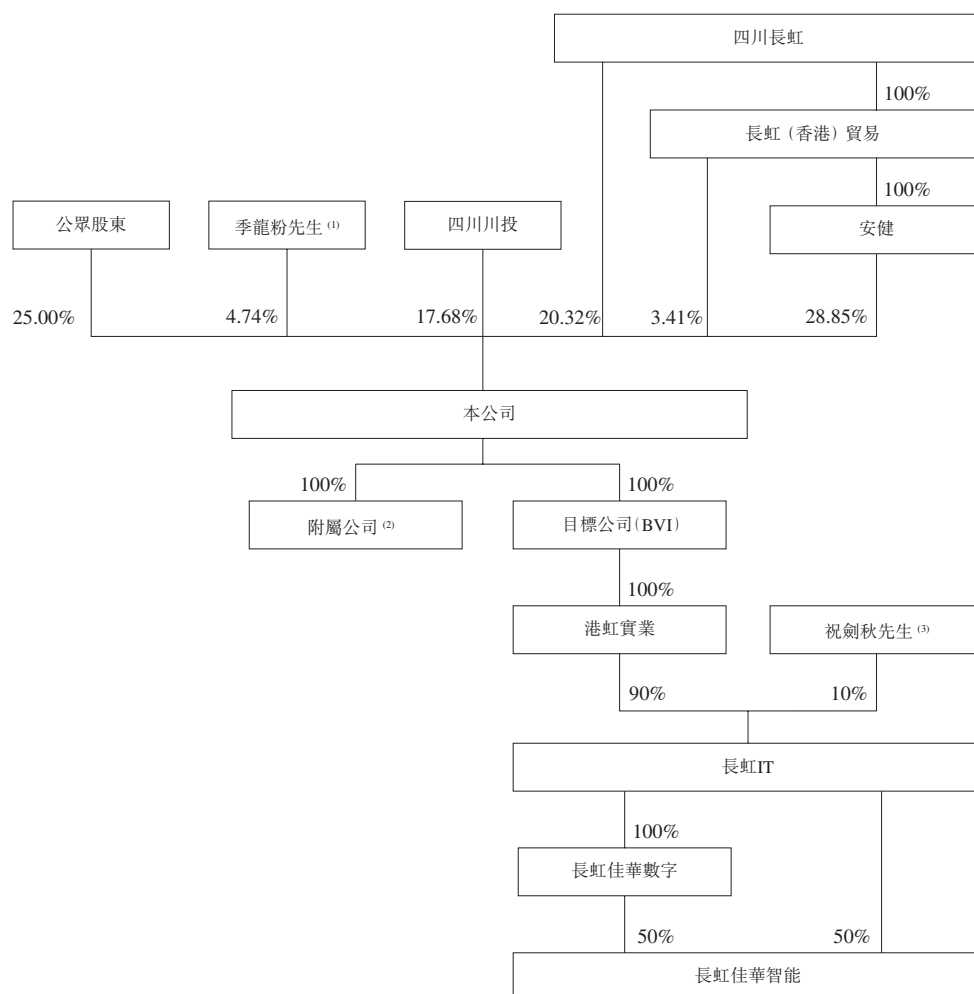 四川長虹
100%
長虹（香港）貿易
100%
公眾股東
季龍粉先生 (1)
四川川投
安健
25.00%
4.74%
17.68%
20.32%
3.41%
28.85%
本公司
100%
100%
附屬公司 (2)
目標公司(BVI)
100%
港虹實業
祝劍秋先生 (3)
90%
10%
長虹IT
100%
長虹佳華數字
50%
50%
長虹佳華智能